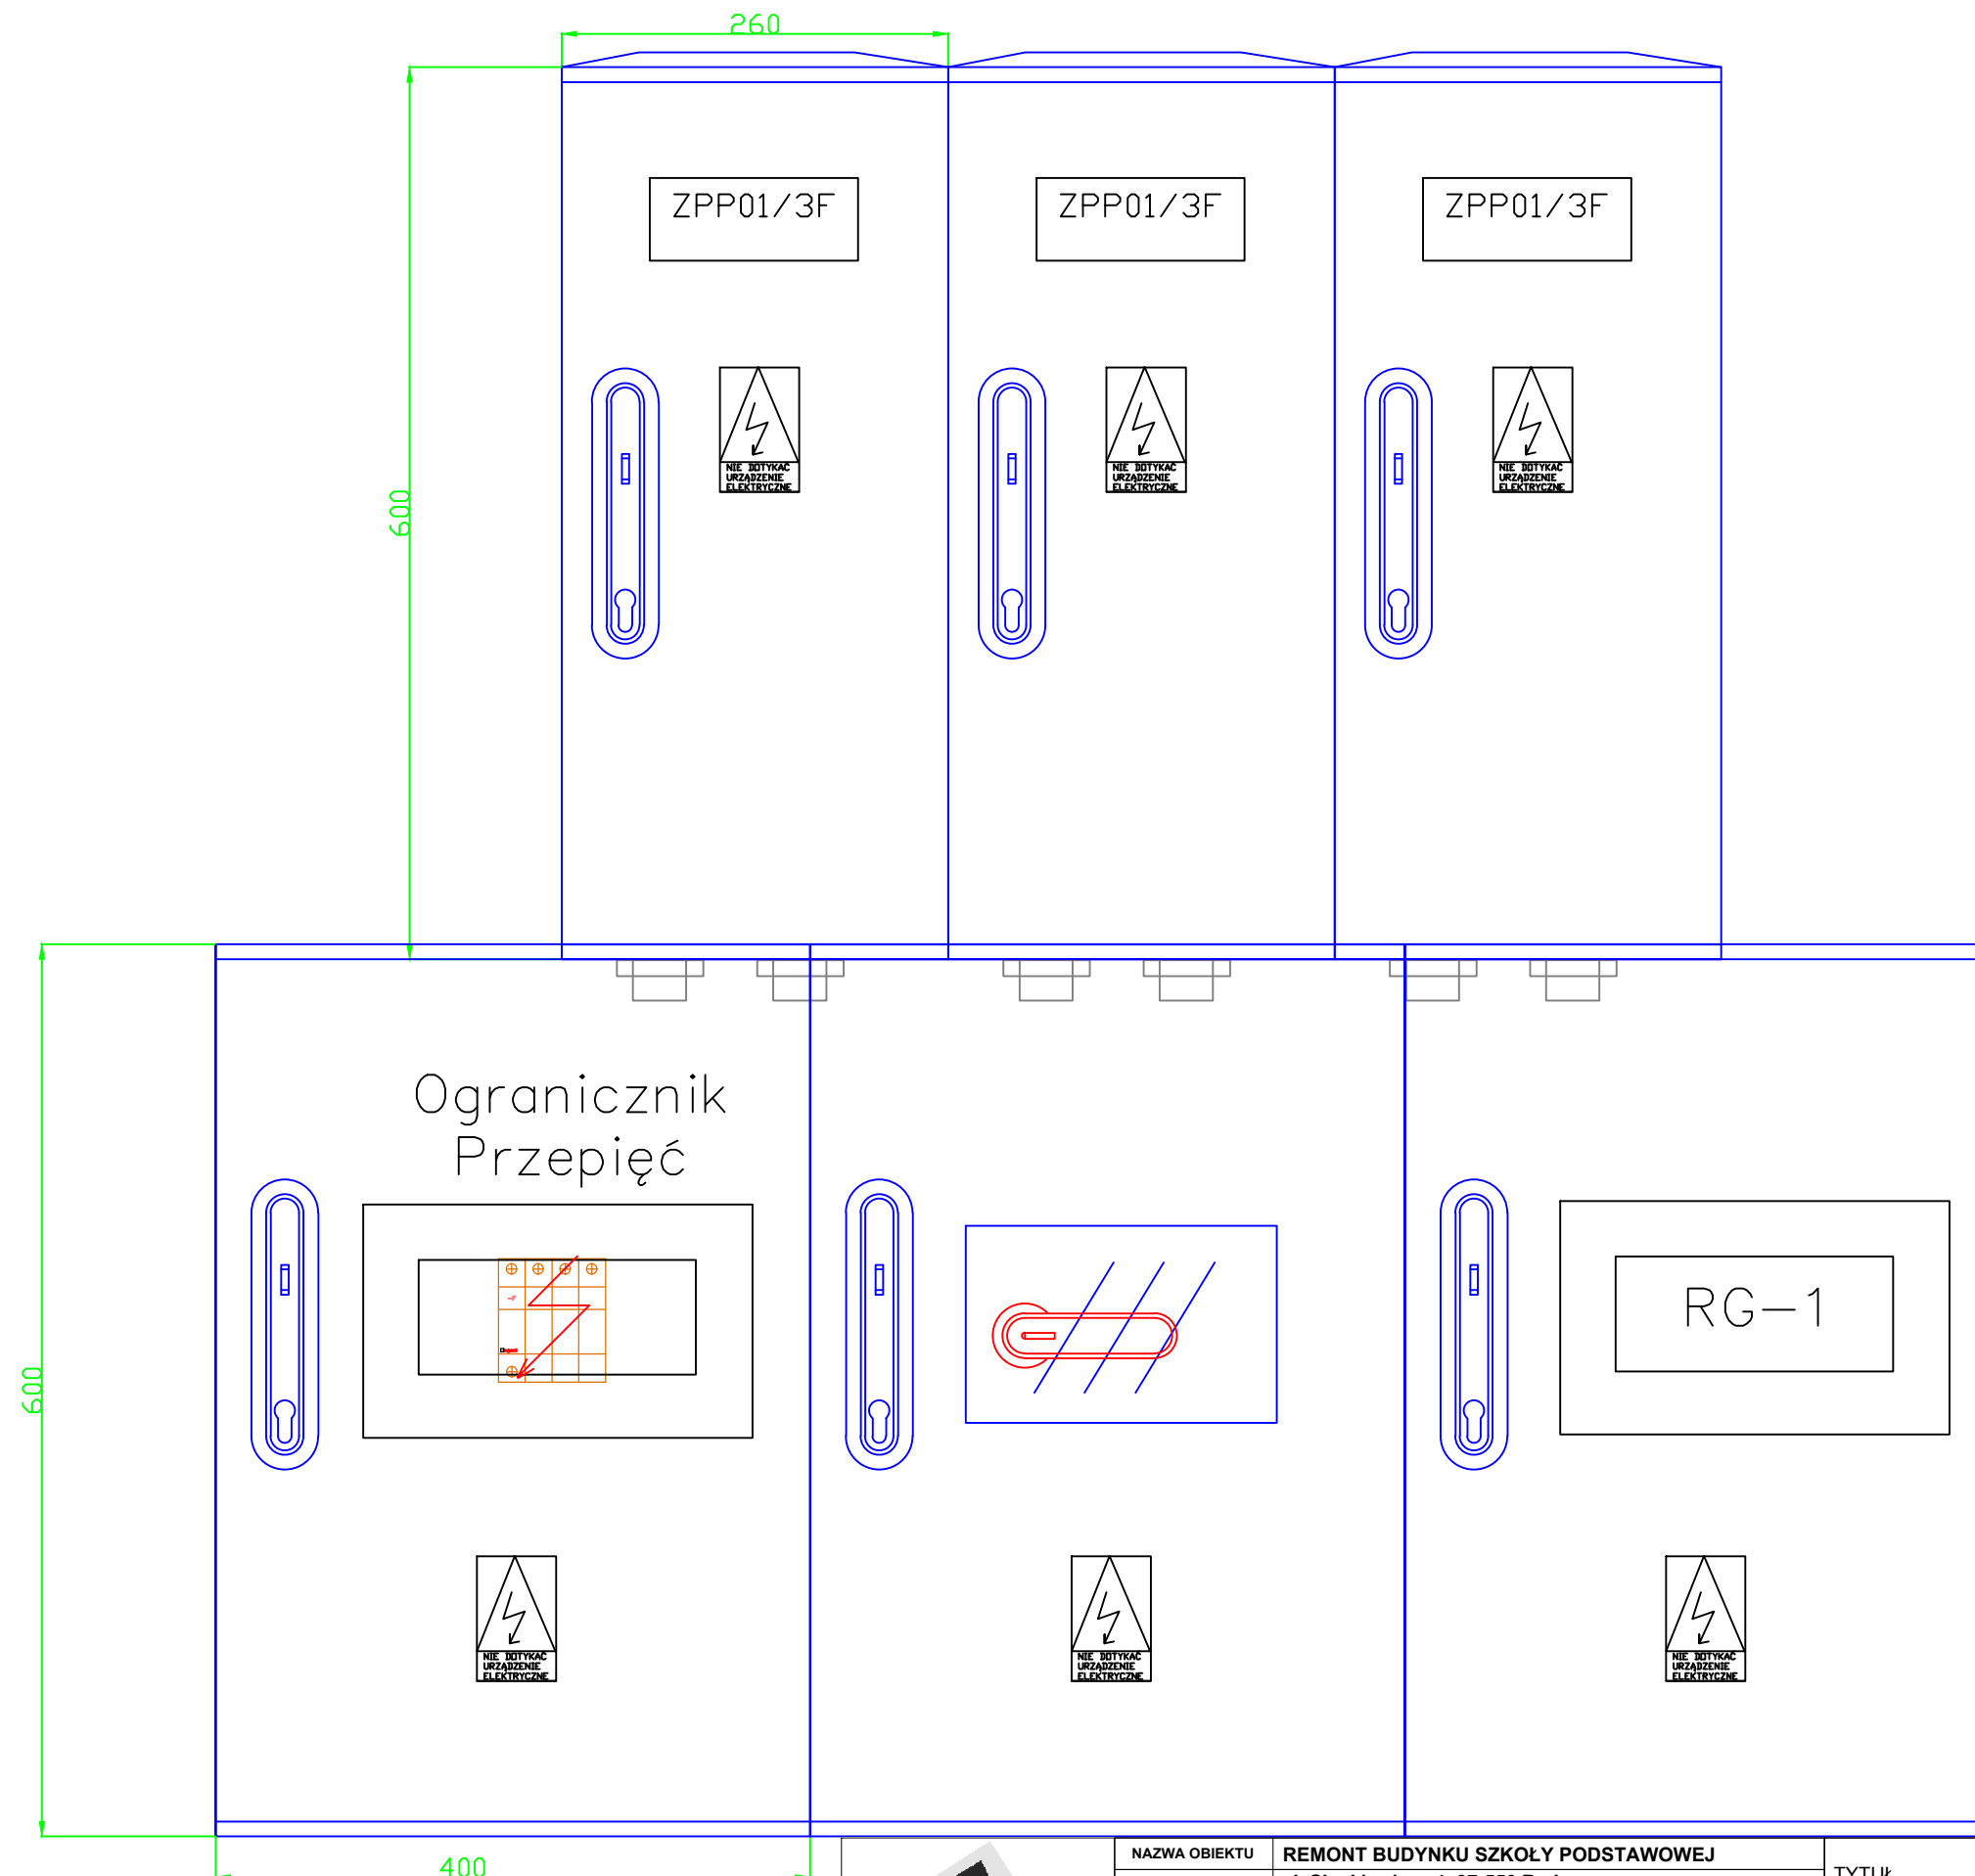 260
ZPP01/3F
ZPP01/3F
ZPP01/3F
NIE DOTYKAĆ
URZĄDZENIE
ELEKTRYCZNE
NIE DOTYKAĆ
URZĄDZENIE
ELEKTRYCZNE
NIE DOTYKAĆ
URZĄDZENIE
ELEKTRYCZNE
600
Ogranicznik
Przepięć
RG-1
600
NIE DOTYKAĆ
URZĄDZENIE
ELEKTRYCZNE
NIE DOTYKAĆ
URZĄDZENIE
ELEKTRYCZNE
NIE DOTYKAĆ
URZĄDZENIE
ELEKTRYCZNE
400
NAZWA OBIEKTU
REMONT BUDYNKU SZKOŁY PODSTAWOWEJ
TYTUŁ